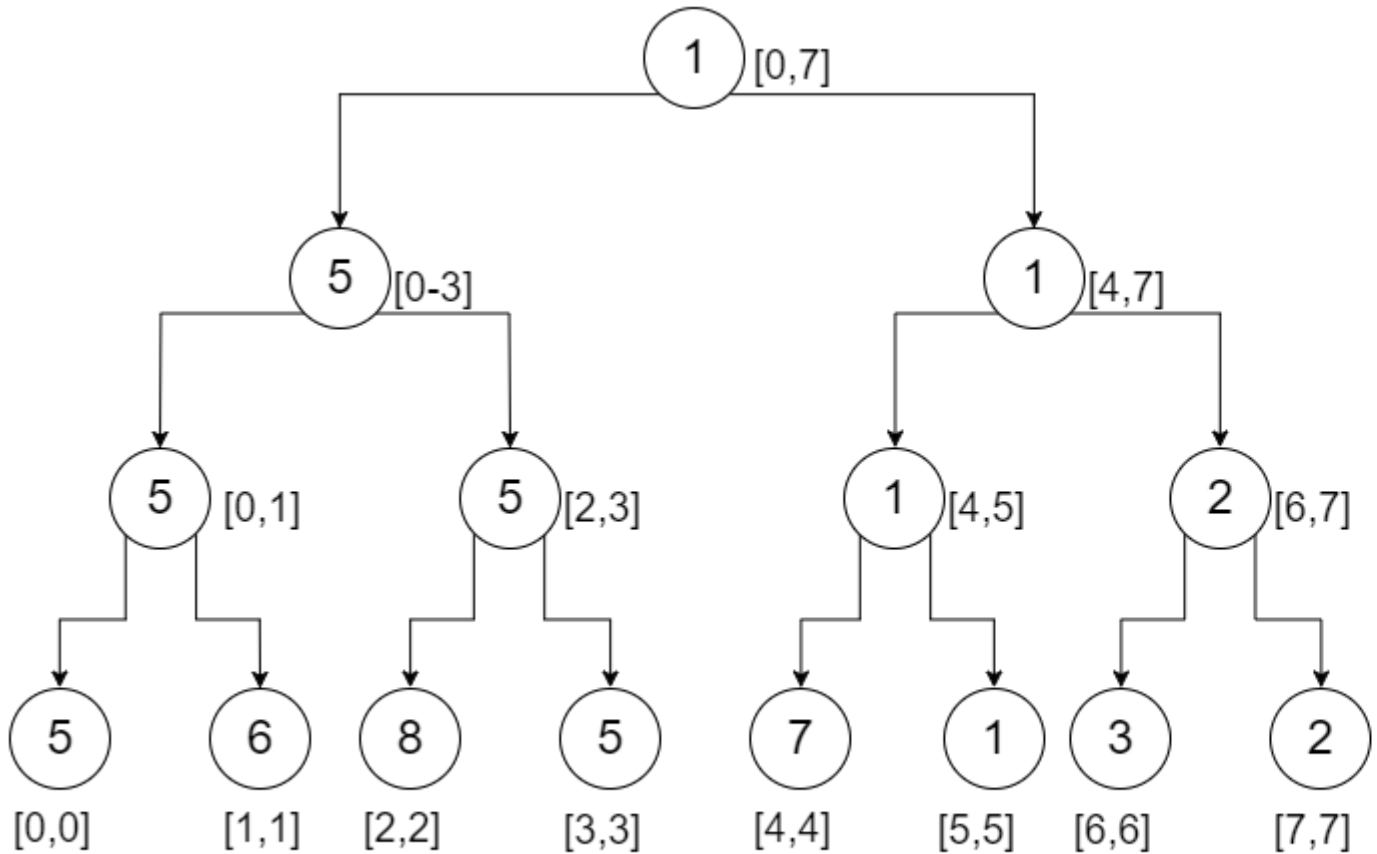 1 [0,7]
5 [0-3] 1 [4,7]
5 [0,1] 5 [2,3] 1 [4,5] 2 [6,7]
5 6 8 5 7 1 3 2
[0,0] [1,1] [2,2] [3,3] [4,4] [5,5] [6,6] [7,7]